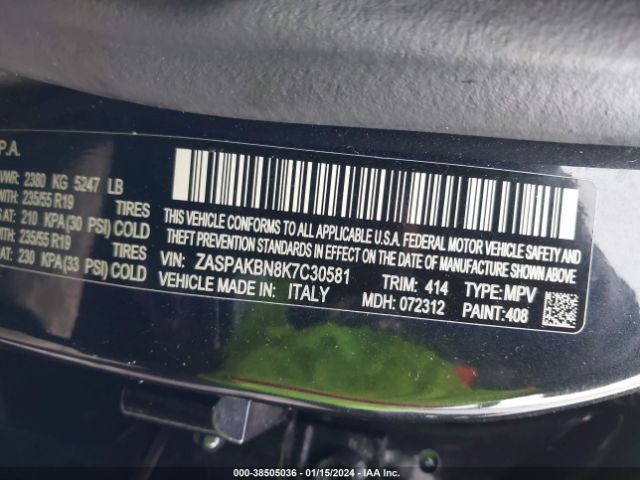 P.A.
VWR: 2380 KG 5247 LB
WITH: 235/55 R19 TIRES
S AT: 210 KPA(30 PSI) COLD
WITH: 235/55 R19 TIRES
S AT: 230 KPA(33 PSI) COLD
THIS VEHICLE CONFORMS TO ALL APPLICABLE U.S.A. FEDERAL MOTOR VEHICLE SAFETY AND
THEFT PREVENTION STANDARDS IN EFFECT ON THE DATE OF MANUFACTURE SHOWN ABOVE.
VIN: ZASPAKBN8K7C30581 TRIM: 414 TYPE:MPV
VEHICLE MADE IN: ITALY MDH: 072312 PAINT:408
000-38505036 - 01/15/2024 - IAA Inc.